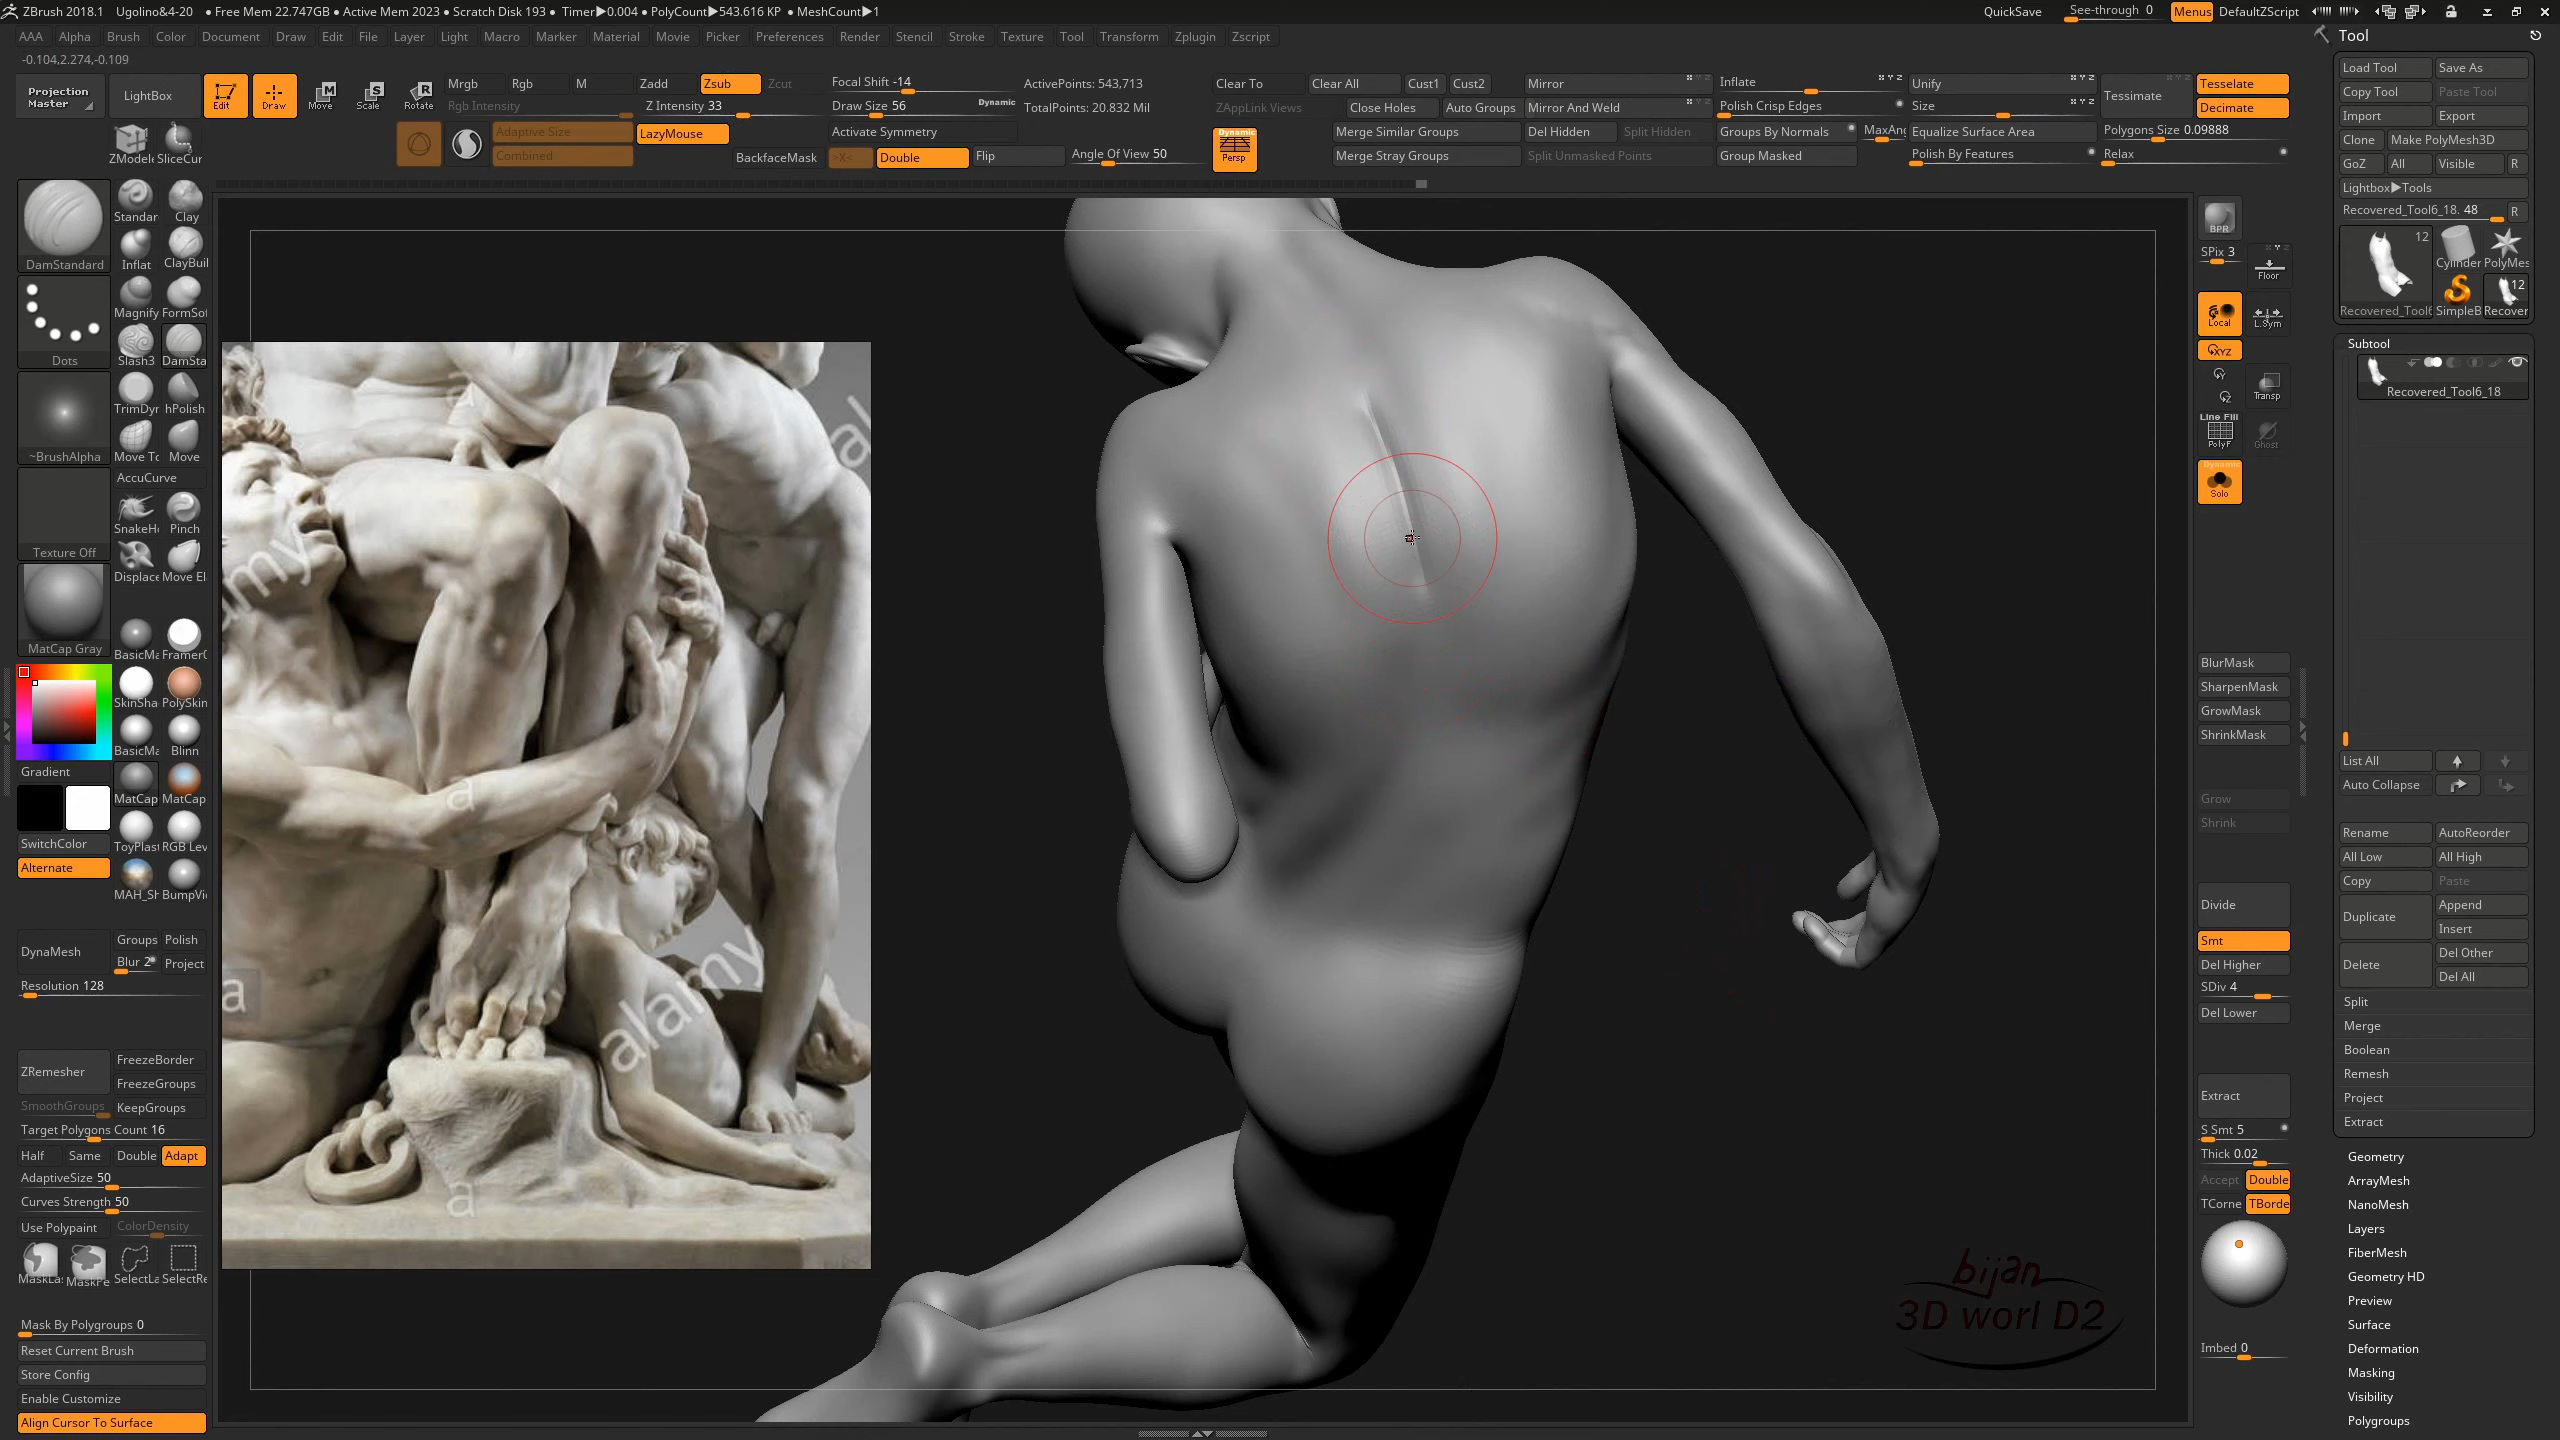 ZBrush 2018.1 Ugolino&4-20 ● Free Mem 22.747GB ● Active Mem 2023 ● Scratch Disk 193 ● Timer▶0.004 ● PolyCount▶543.616 KP ● MeshCount▶1 QuickSave See-through 0 Menus DefaultZScript
AAA Alpha Brush Color Document Draw Edit File Layer Light Macro Marker Material Movie Picker Preferences Render Stencil Stroke Texture Tool Transform Zplugin Zscript Tool
-0.104,2.274,-0.109
Projection Master LightBox Edit Draw Move Scale Rotate
Mrgb Rgb M Zadd Zsub Zcut Focal Shift -14 ActivePoints: 543,713
Rgb Intensity Z Intensity 33 Draw Size 56 Dynamic TotalPoints: 20.832 Mil
Adaptive Size LazyMouse Activate Symmetry
Combined BackfaceMask >X< Double Flip Angle Of View 50 Dynamic Persp
Clear To Clear All Cust1 Cust2 Mirror Inflate Unify Tessimate Tesselate
ZAppLink Views Close Holes Auto Groups Mirror And Weld Polish Crisp Edges Size Decimate
Merge Similar Groups Del Hidden Split Hidden Groups By Normals MaxAng Equalize Surface Area Polygons Size 0.09888
Merge Stray Groups Split Unmasked Points Group Masked Polish By Features Relax
ZModele SliceCur
DamStandard Standar Clay
Inflat ClayBuil
Magnify FormSof
Dots Slash3 DamSta
TrimDyr hPolish
~BrushAlpha Move To Move
AccuCurve
SnakeHo Pinch
Texture Off Displace Move El
MatCap Gray BasicMa Framer0
SkinSha PolySkin
BasicMa Blinn
Gradient MatCap MatCap
SwitchColor ToyPlast RGB Lev
Alternate MAH_Sh BumpVi
DynaMesh Groups Polish
Blur 2 Project
Resolution 128
ZRemesher FreezeBorder
FreezeGroups
SmoothGroups KeepGroups
Target Polygons Count 16
Half Same Double Adapt
AdaptiveSize 50
Curves Strength 50
Use Polypaint ColorDensity
MaskLa MaskPe SelectLa SelectRe
Mask By Polygroups 0
Reset Current Brush
Store Config
Enable Customize
Align Cursor To Surface
a
alamy
a
a
alamy
a
bijan
3D worl D2
BPR
SPix 3 Floor
Local L.Sym
XYZ
Transp
Line Fill
PolyF Ghost
Dynamic
Solo
BlurMask
SharpenMask
GrowMask
ShrinkMask
Grow
Shrink
Divide
Smt
Del Higher
SDiv 4
Del Lower
Extract
S Smt 5
Thick 0.02
Accept Double
TCorne TBorde
Imbed 0
Load Tool Save As
Copy Tool Paste Tool
Import Export
Clone Make PolyMesh3D
GoZ All Visible R
Lightbox▶Tools
Recovered_Tool6_18. 48 R
12 Cylinder PolyMes
12
Recovered_Tool6 SimpleB Recover
Subtool
Recovered_Tool6_18
List All
Auto Collapse
Rename AutoReorder
All Low All High
Copy Paste
Duplicate Append
Insert
Delete Del Other
Del All
Split
Merge
Boolean
Remesh
Project
Extract
Geometry
ArrayMesh
NanoMesh
Layers
FiberMesh
Geometry HD
Preview
Surface
Deformation
Masking
Visibility
Polygroups